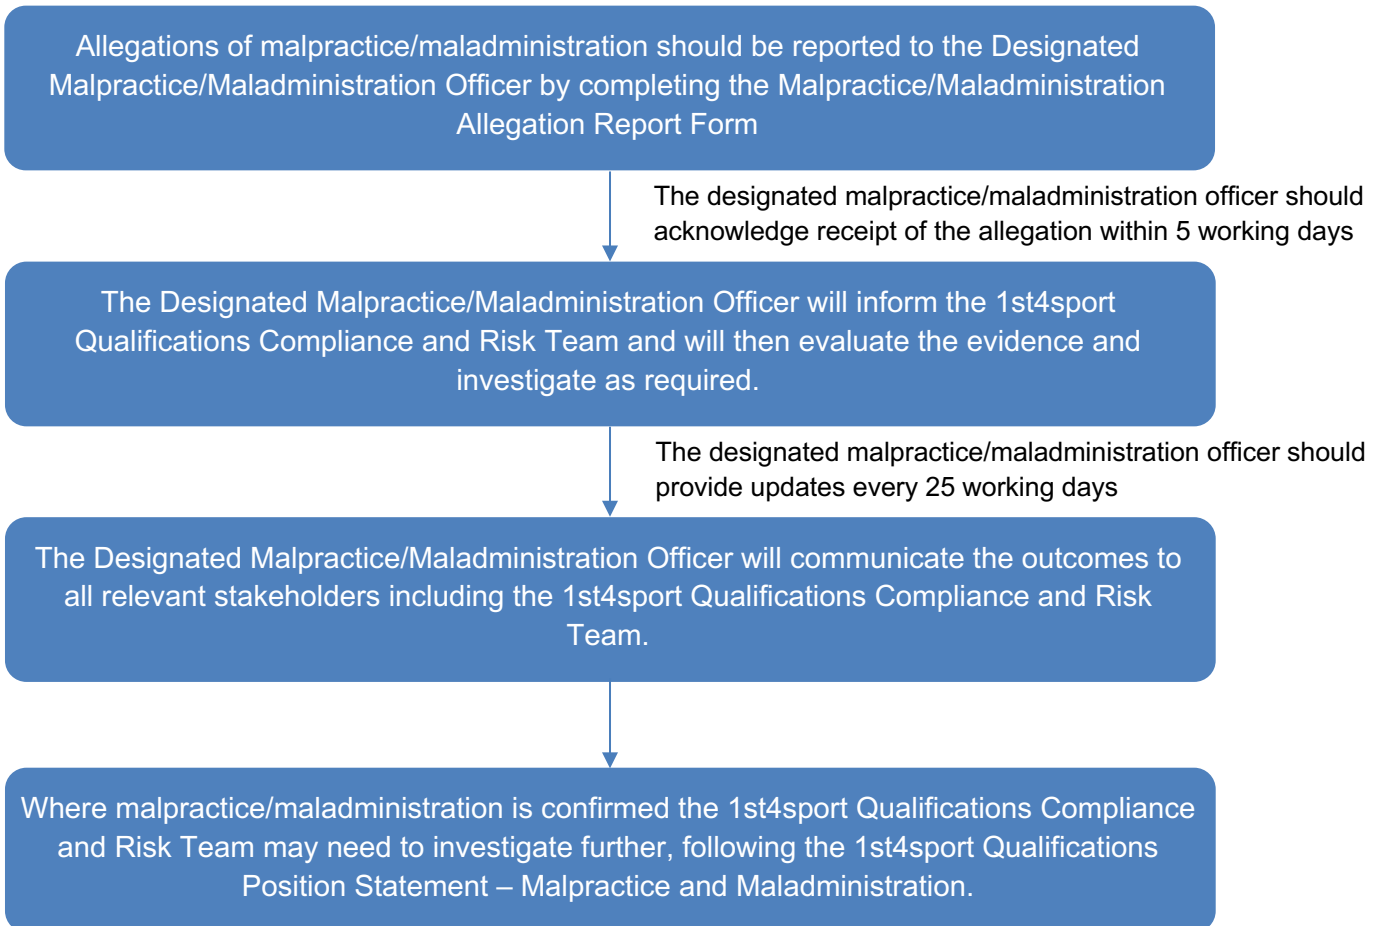 Allegations of malpractice/maladministration should be reported to the Designated
Malpractice/Maladministration Officer by completing the Malpractice/Maladministration
Allegation Report Form
The designated malpractice/maladministration officer should
acknowledge receipt of the allegation within 5 working days
The Designated Malpractice/Maladministration Officer will inform the 1st4sport
Qualifications Compliance and Risk Team and will then evaluate the evidence and
investigate as required.
The designated malpractice/maladministration officer should
provide updates every 25 working days
The Designated Malpractice/Maladministration Officer will communicate the outcomes to
all relevant stakeholders including the 1st4sport Qualifications Compliance and Risk
Team.
Where malpractice/maladministration is confirmed the 1st4sport Qualifications Compliance
and Risk Team may need to investigate further, following the 1st4sport Qualifications
Position Statement – Malpractice and Maladministration.